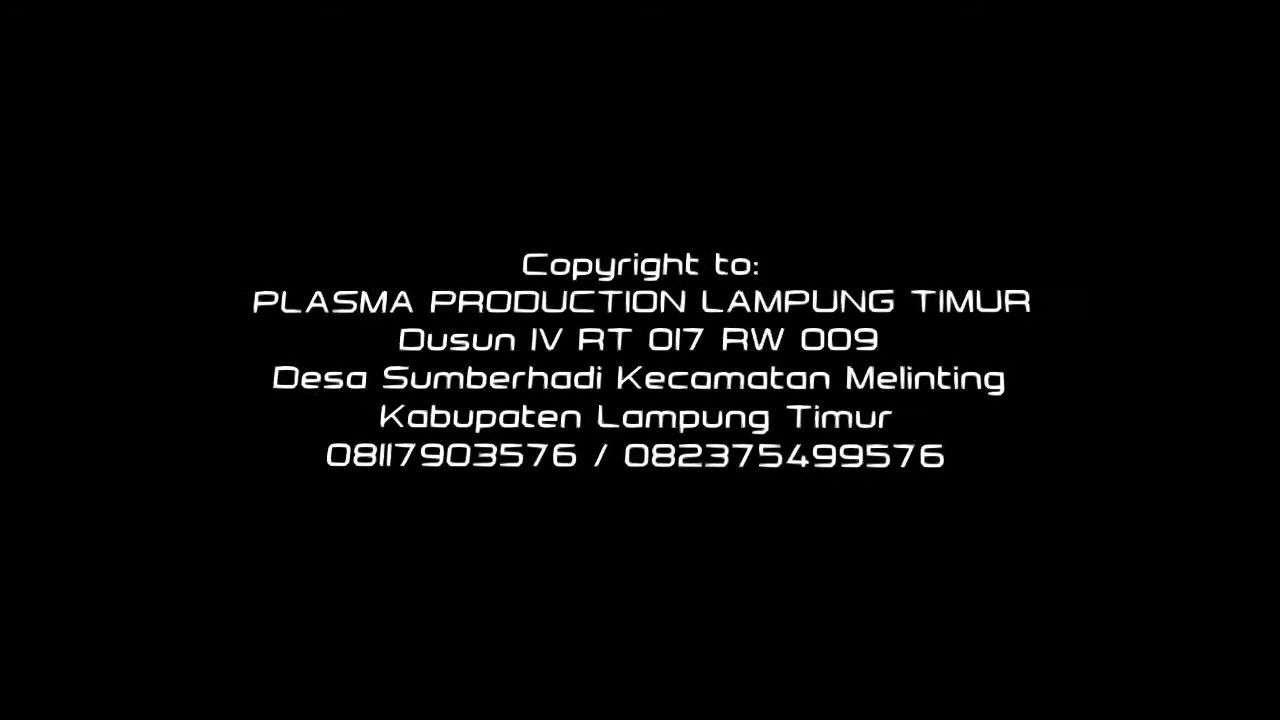 Copyright to:
PLASMA PRODUCTION LAMPUNG TIMUR
Dusun IV RT 017 RW 009
Desa Sumberhadi Kecamatan Melinting
Kabupaten Lampung Timur
08117903576 / 082375499576